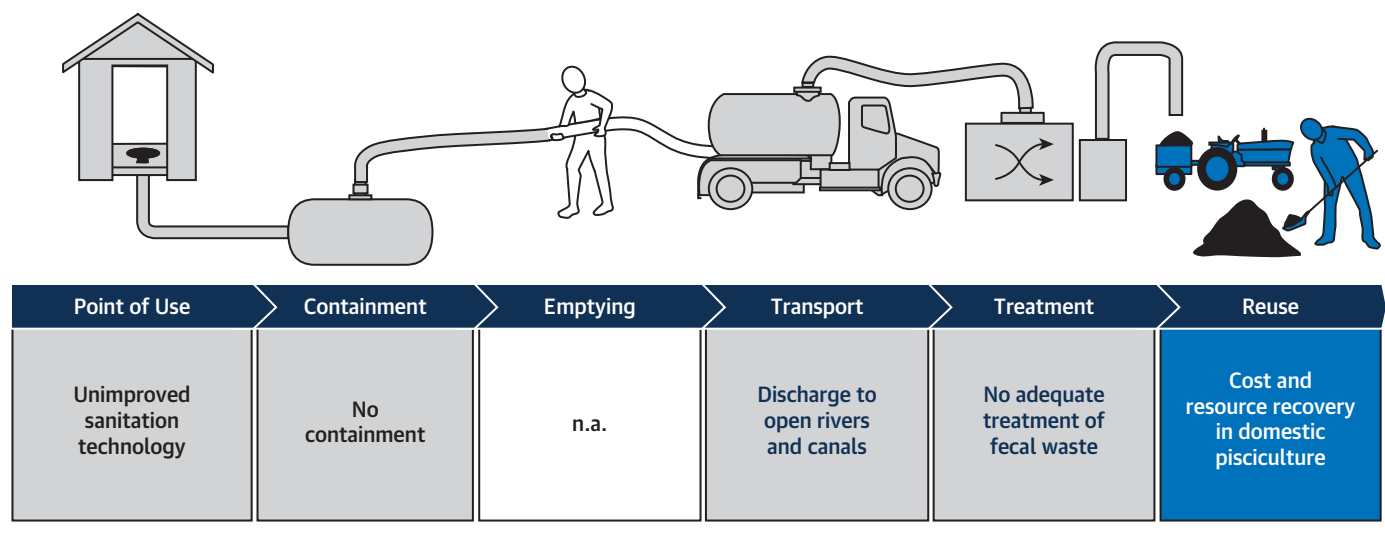 Point of Use
Containment
Emptying
Transport
Treatment
Reuse
Unimproved
sanitation
technology
No
containment
n.a.
Discharge to
open rivers
and canals
No adequate
treatment of
fecal waste
Cost and
resource recovery
in domestic
pisciculture